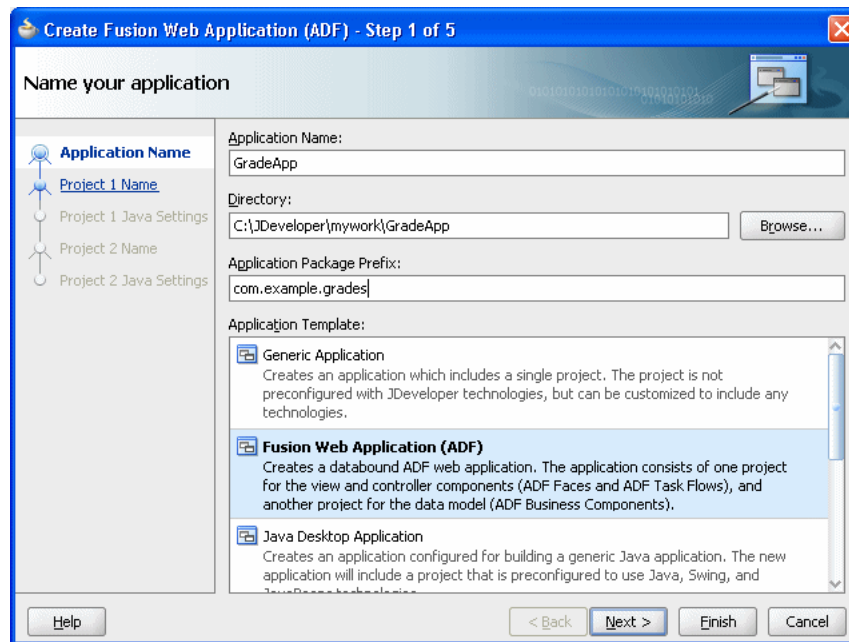 Create Fusion Web Application (ADF) - Step 1 of 5
Name your application
Application Name
Project 1 Name
Project 1 Java Settings
Project 2 Name
Project 2 Java Settings
Application Name:
GradeApp
Directory:
C:\JDeveloper\mywork\GradeApp
Browse...
Application Package Prefix:
com.example.grades
Application Template:
Generic Application
Creates an application which includes a single project. The project is not
preconfigured with JDeveloper technologies, but can be customized to include any
technologies.
Fusion Web Application (ADF)
Creates a databound ADF web application. The application consists of one project
for the view and controller components (ADF Faces and ADF Task Flows), and
another project for the data model (ADF Business Components).
Java Desktop Application
Creates an application configured for building a generic Java application. The new
application will include a project that is preconfigured to use Java, Swing, and
Help
< Back
Next >
Finish
Cancel